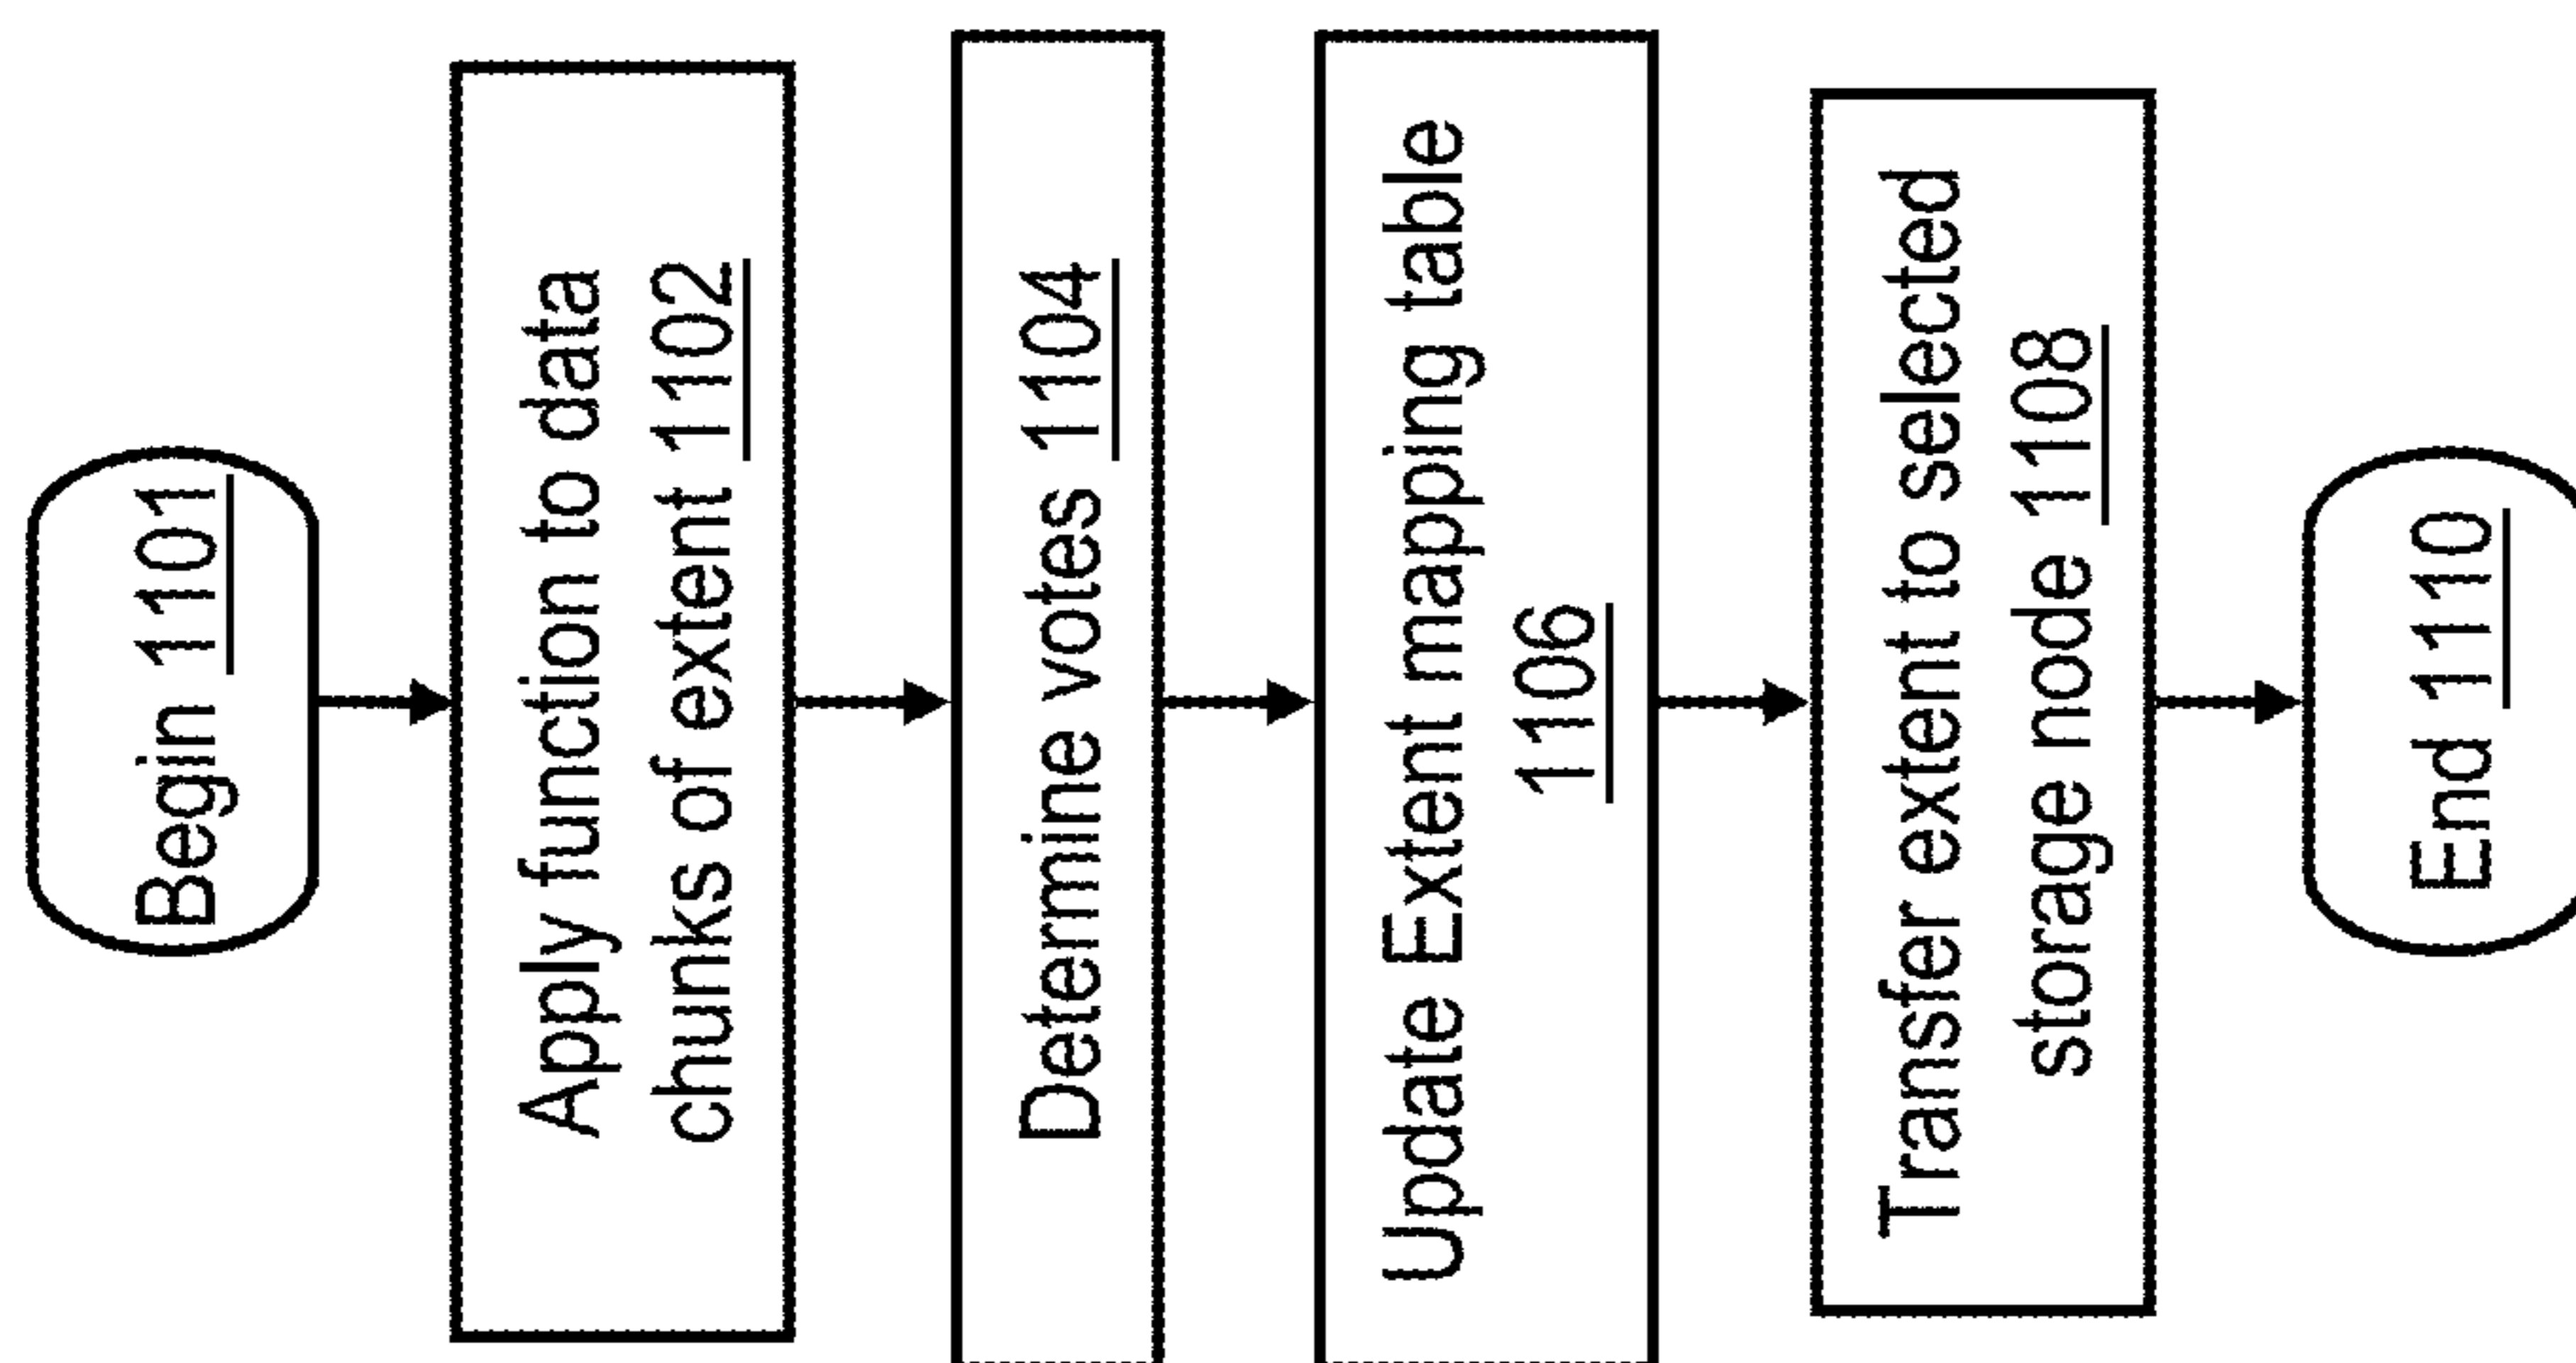 Begin 1101
Apply function to data
chunks of extent 1102
Determine votes 1104
Update Extent mapping table
1106
Transfer extent to selected
storage node 1108
End 1110